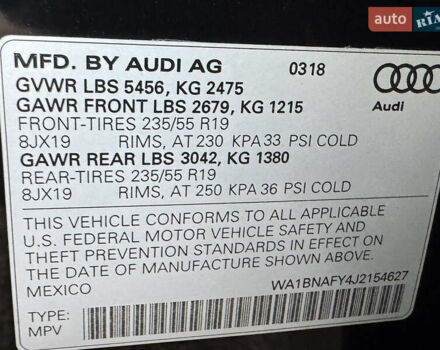 AUTO RIA
MFD. BY AUDI AG 0318
GVWR LBS 5456, KG 2475
GAWR FRONT LBS 2679, KG 1215
Audi
FRONT-TIRES 235/55 R19
8JX19 RIMS, AT 230 KPA 33 PSI COLD
GAWR REAR LBS 3042, KG 1380
REAR-TIRES 235/55 R19
8JX19 RIMS, AT 250 KPA 36 PSI COLD
THIS VEHICLE CONFORMS TO ALL APPLICABLE
U.S. FEDERAL MOTOR VEHICLE SAFETY AND
THEFT PREVENTION STANDARDS IN EFFECT ON
THE DATE OF MANUFACTURE SHOWN ABOVE.
MEXICO WA1BNAFY4J2154627
TYPE:
MPV